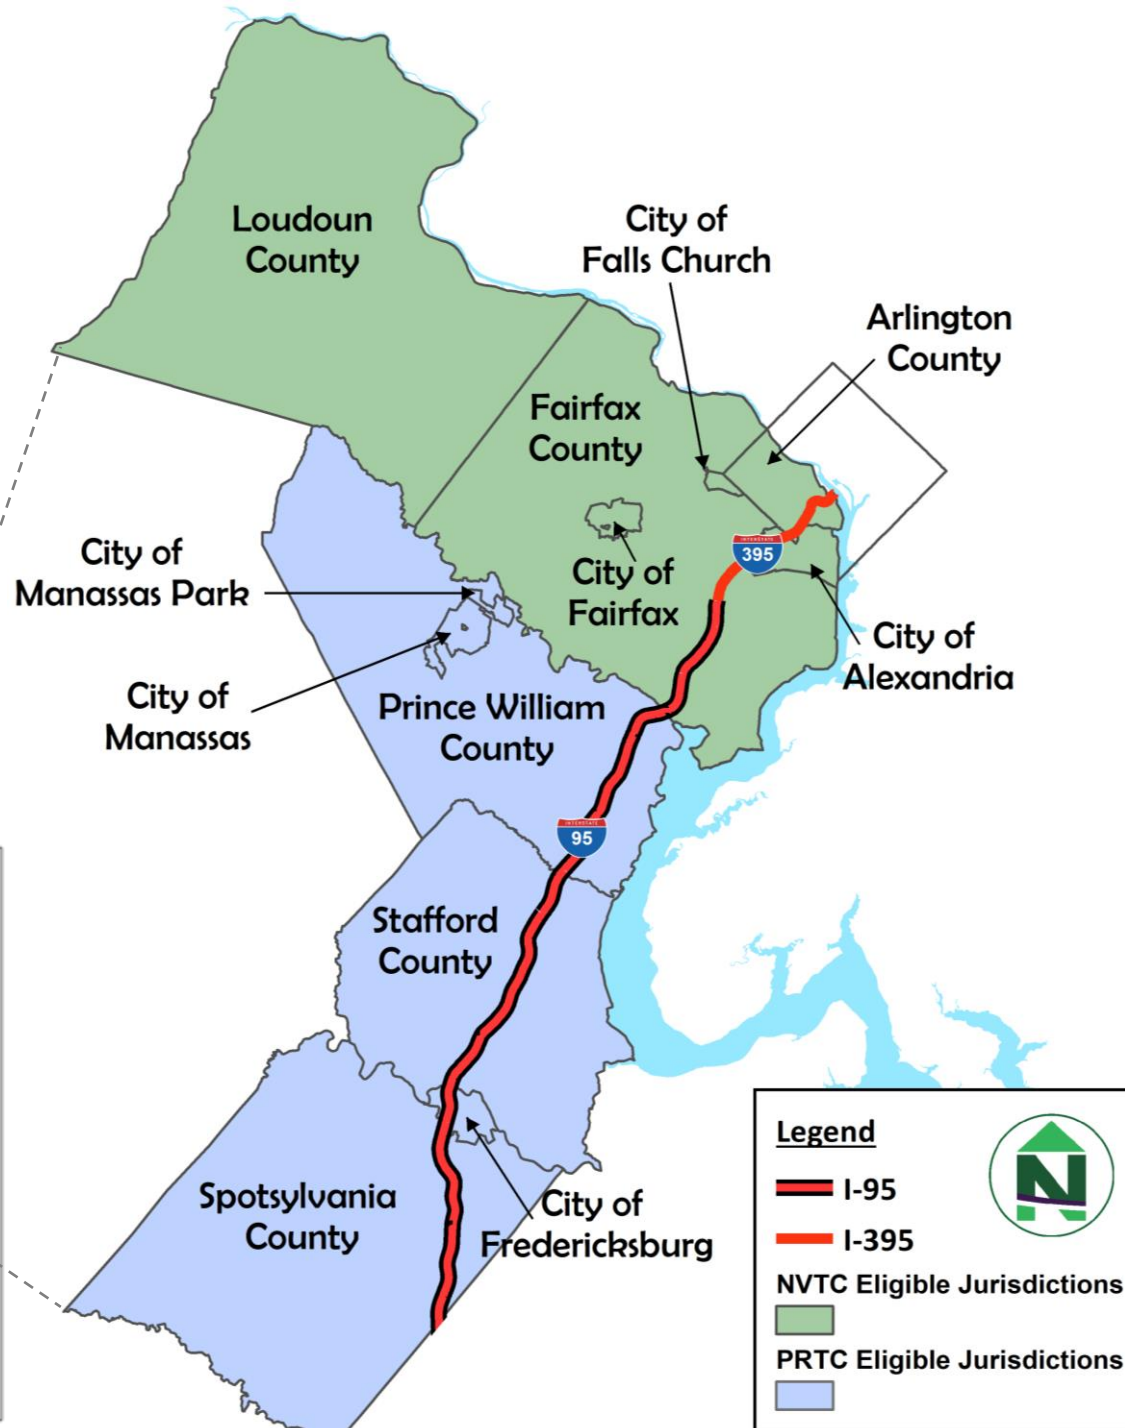 Loudoun
County
City of
Falls Church
Arlington
County
Fairfax
County
City of
Manassas Park
INTERSTATE
395
City of
Fairfax
City of
Alexandria
City of
Manassas
Prince William
County
INTERSTATE
95
Stafford
County
Spotsylvania
County
City of
Fredericksburg
Legend
N
I-95
I-395
NVTC Eligible Jurisdictions
PRTC Eligible Jurisdictions